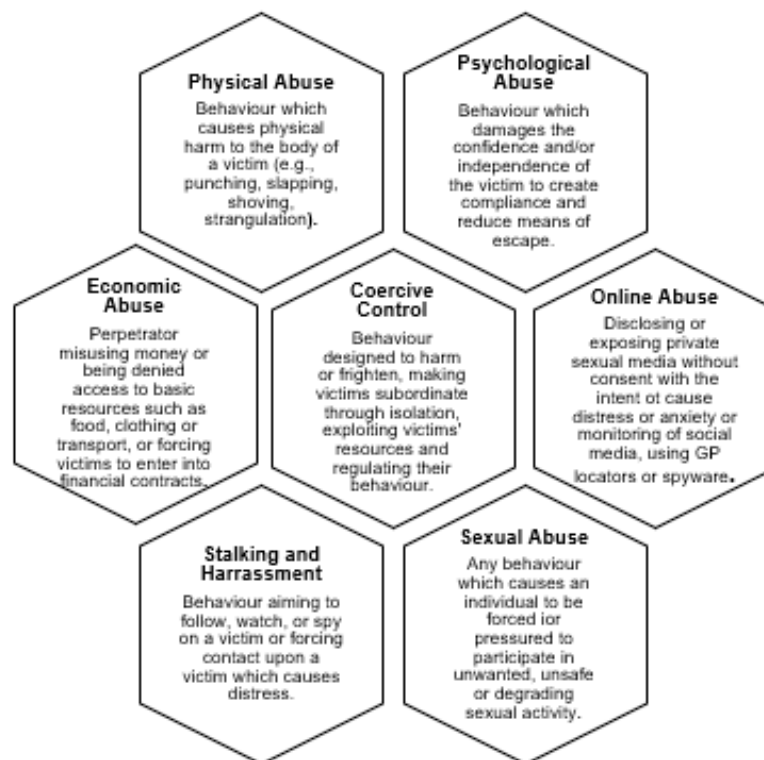 Physical Abuse
Behaviour which
causes physical
harm to the body of
a victim (e.g.,
punching, slapping,
shoving,
strangulation).
Psychological
Abuse
Behaviour which
damages the
confidence and/or
independence of
the victim to create
compliance and
reduce means of
escape.
Economic
Abuse
Perpetrator
misusing money or
being denied
access to basic
resources such as
food, clothing or
transport, or forcing
victims to enter into
financial contracts.
Coercive
Control
Behaviour
designed to harm
or frighten, making
victims subordinate
through isolation,
exploiting victims'
resources and
regulating their
behaviour.
Online Abuse
Disclosing or
exposing private
sexual media without
consent with the
intent ot cause
distress or anxiety or
monitoring of social
media, using GP
locators or spyware.
Stalking and
Harrassment
Behaviour aiming to
follow, watch, or spy
on a victim or forcing
contact upon a
victim which causes
distress.
Sexual Abuse
Any behaviour
which causes an
individual to be
forced ior
pressured to
participate in
unwanted, unsafe
or degrading
sexual activity.